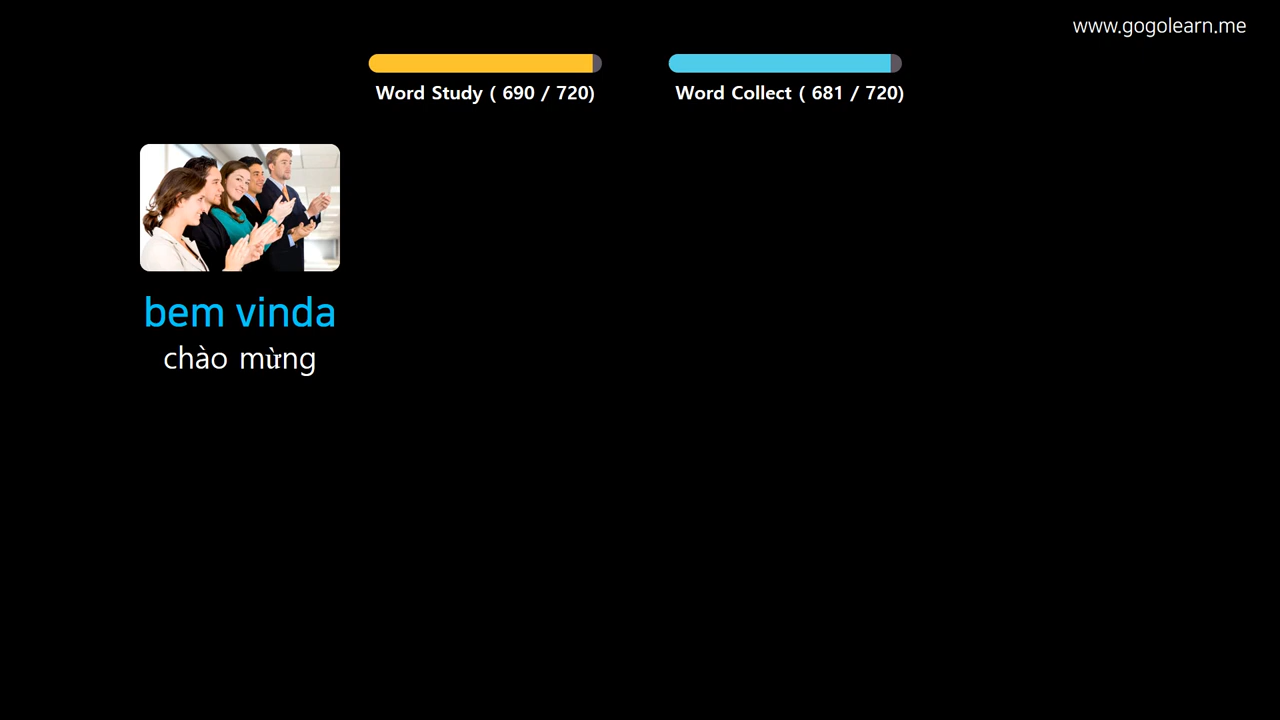 www.gogolearn.me
Word Study ( 690 / 720)
Word Collect ( 681 / 720)
bem vinda
chào mừng